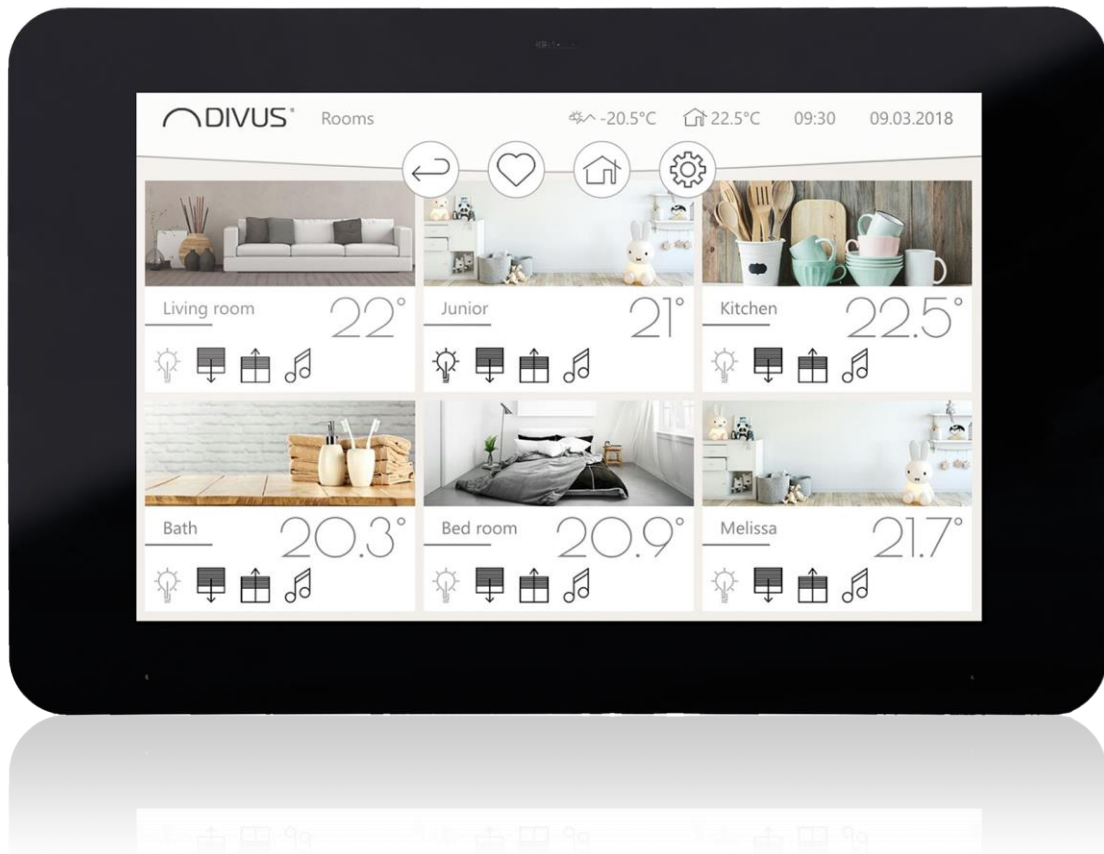 DIVUS® Rooms -20.5°C 22.5°C 09:30 09.03.2018
Living room 22° Junior 21° Kitchen 22.5°
Bath 20.3° Bed room 20.9° Melissa 21.7°